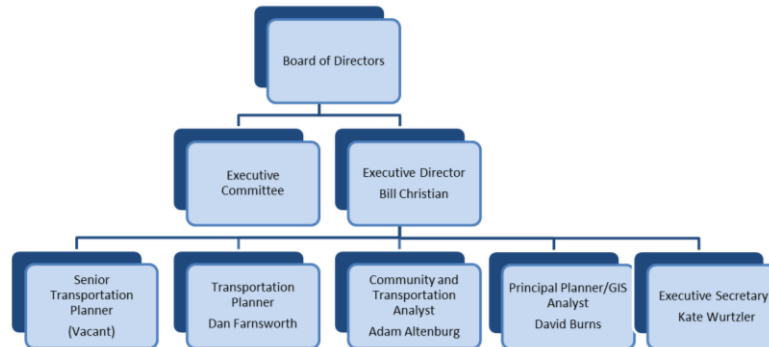 Board of Directors
Executive
Committee
Executive Director
Bill Christian
Senior
Transportation
Planner
(Vacant)
Transportation
Planner
Dan Farnsworth
Community and
Transportation
Analyst
Adam Altenburg
Principal Planner/GIS
Analyst
David Burns
Executive Secretary
Kate Wurtzler